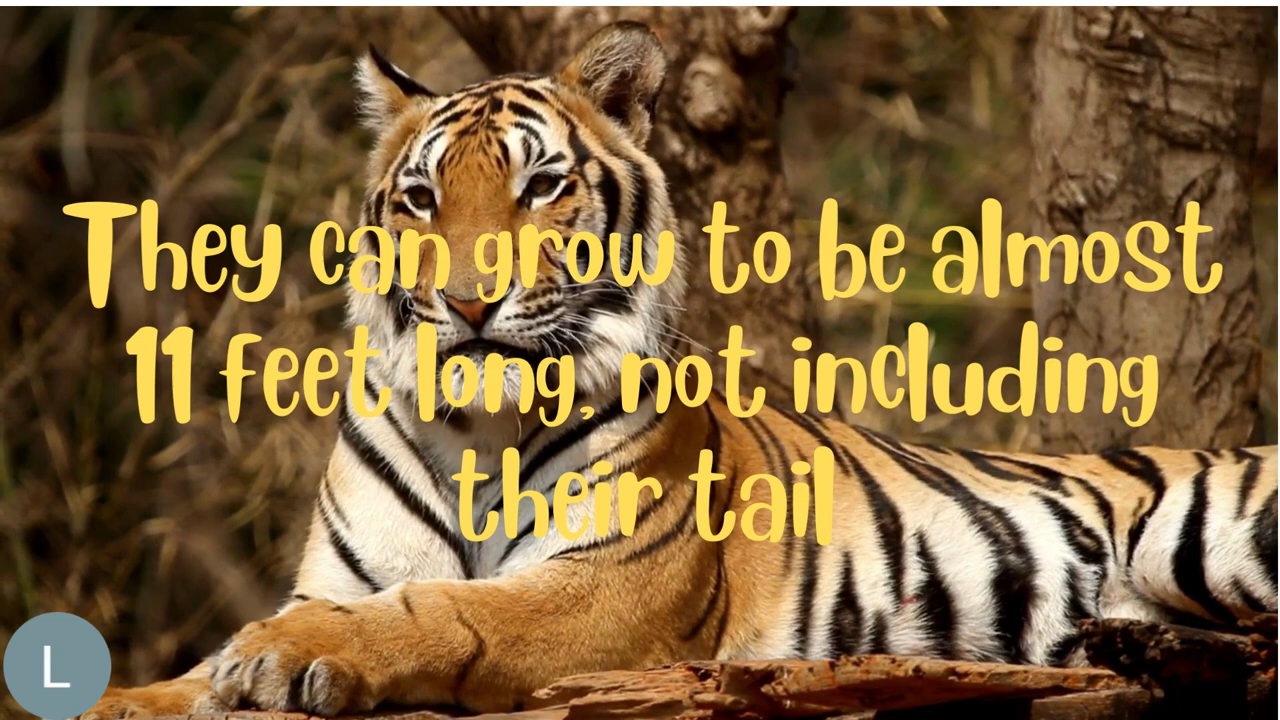 They can grow to be almost
11 feet long, not including
their tail
L